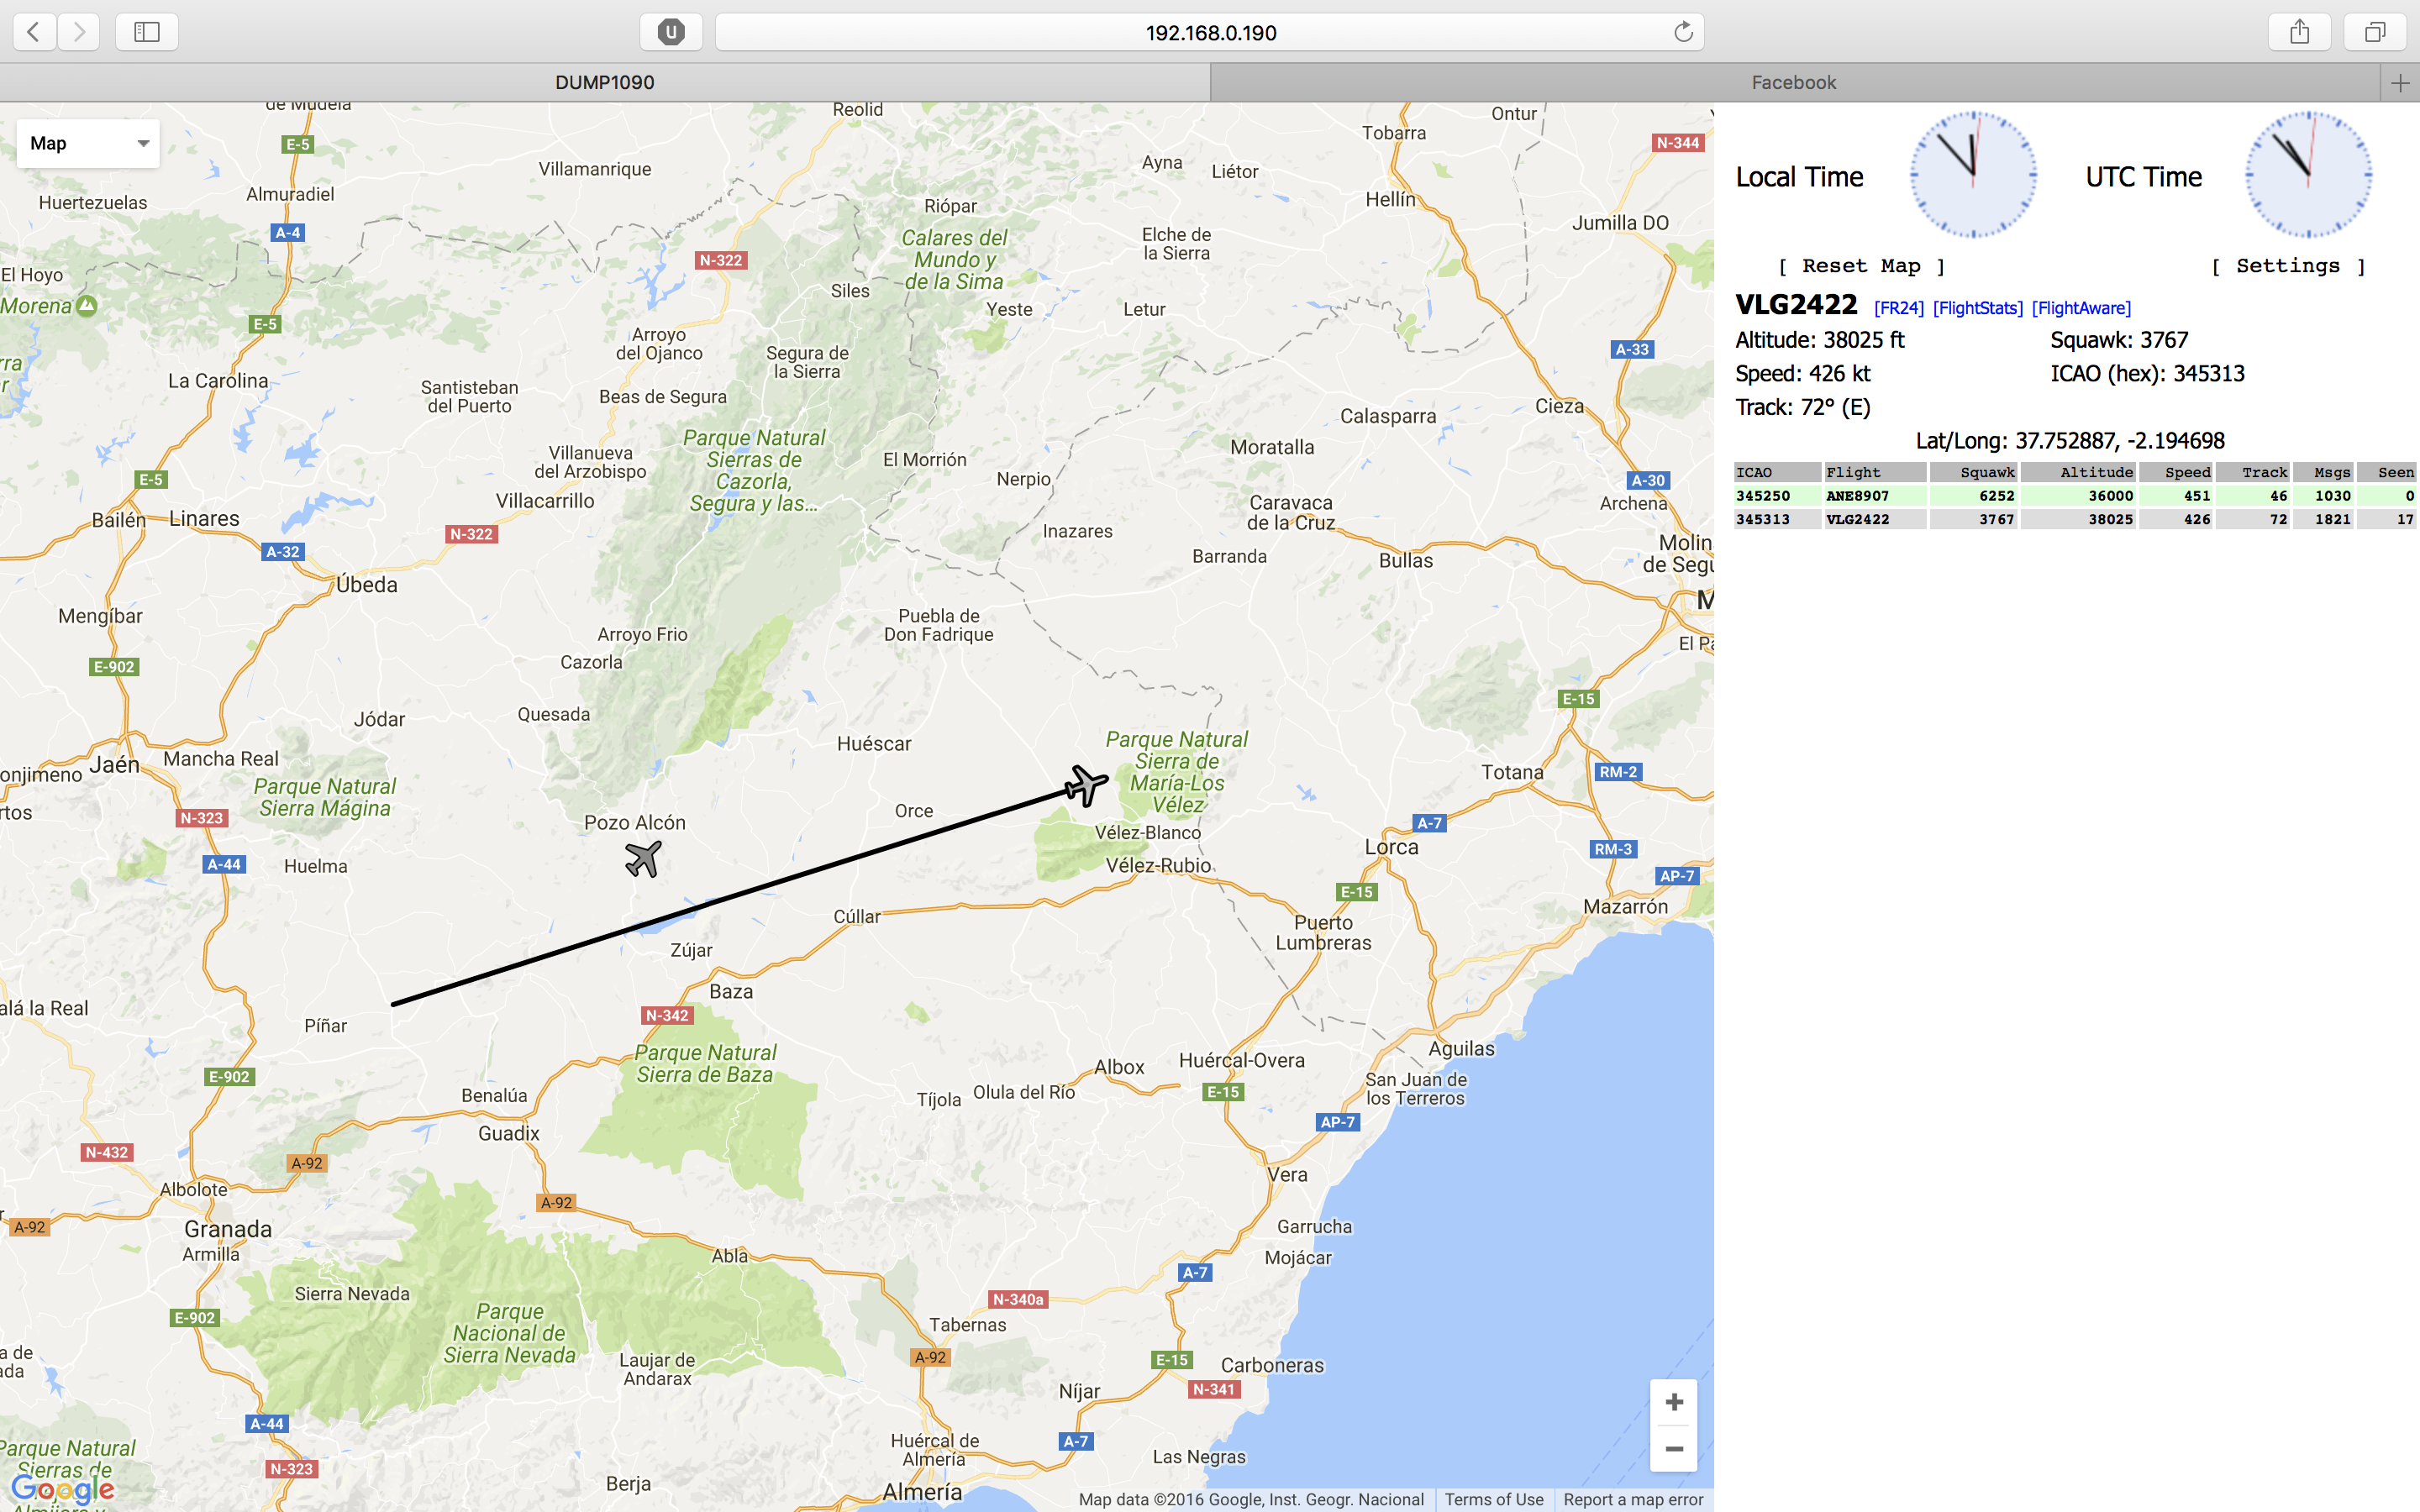 192.168.0.190
DUMP1090
Facebook
Map
Reolid
Ontur
Tobarra
N-344
E-5
Villamanrique
Ayna
Liétor
Almuradiel
Huertezuelas
Hellín
Riópar
Jumilla DO
A-4
Calares del
Mundo y
de la Sima
Elche de
la Sierra
N-322
El Hoyo
Siles
Morena
Yeste
Letur
E-5
Arroyo
del Ojanco
Segura de
la Sierra
A-33
La Carolina
Santisteban
del Puerto
Beas de Segura
Cieza
Calasparra
Parque Natural
Sierras de
Cazorla,
Segura y las...
Moratalla
Villanueva
del Arzobispo
El Morrión
E-5
Nerpio
A-30
Villacarrillo
Caravaca
de la Cruz
Archena
Bailén
Linares
N-322
Inazares
A-32
Barranda
Bullas
Molin
de Segu
Úbeda
Mengíbar
Puebla de
Don Fadrique
Arroyo Frio
Cazorla
E-902
E-15
Jódar
Quesada
Huéscar
Parque Natural
Sierra de
María-Los
Vélez
Mancha Real
Jaén
onjimeno
Totana
RM-2
Parque Natural
Sierra Mágina
Orce
rtos
N-323
Pozo Alcón
Vélez-Blanco
A-7
Lorca
RM-3
A-44
Huelma
Vélez-Rubio
AP-7
E-15
Mazarrón
Cúllar
Puerto
Lumbreras
Zújar
Baza
alá la Real
N-342
Píñar
Parque Natural
Sierra de Baza
Aguilas
Albox
Huércal-Overa
E-902
San Juan de
los Terreros
Benalúa
Tíjola
Olula del Río
E-15
AP-7
Guadix
N-432
A-92
Vera
Albolote
A-92
A-92
Granada
Garrucha
Armilla
Abla
Mojácar
A-7
Sierra Nevada
N-340a
Parque
Nacional de
Sierra Nevada
E-902
Tabernas
A-92
Laujar de
Andarax
E-15
Carboneras
Níjar
N-341
A-44
Parque Natural
Sierras de
Huércal de
Almería
A-7
Las Negras
N-323
Berja
Almería
Google
Map data ©2016 Google, Inst. Geogr. Nacional
Terms of Use
Report a map error
Local Time
UTC Time
[ Reset Map ]
[ Settings ]
VLG2422 [FR24] [FlightStats] [FlightAware]
Altitude: 38025 ft
Squawk: 3767
Speed: 426 kt
ICAO (hex): 345313
Track: 72° (E)
Lat/Long: 37.752887, -2.194698
ICAO Flight Squawk Altitude Speed Track Msgs Seen
345250 ANE8907 6252 36000 451 46 1030 0
345313 VLG2422 3767 38025 426 72 1821 17